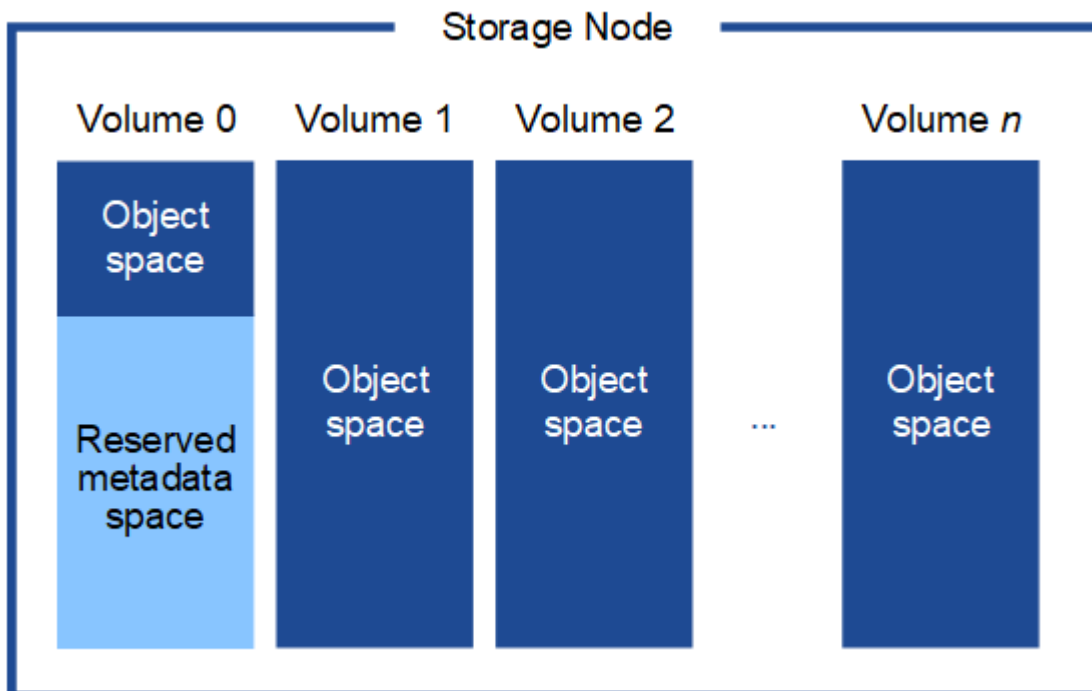 Storage Node
Volume 0
Volume 1
Volume 2
Volume n
Object
space
Reserved
metadata
space
Object
space
Object
space
...
Object
space